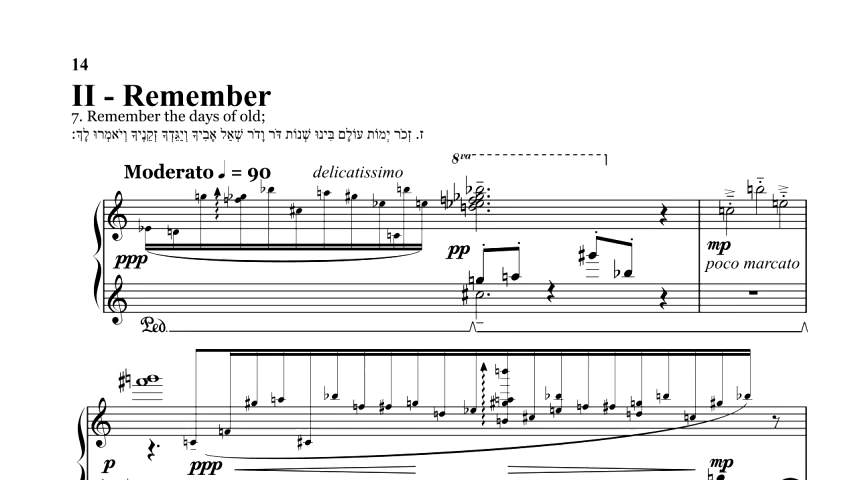 14
II - Remember
7. Remember the days of old;
ז. זְכֹר יְמוֹת עוֹלָם בִּינוּ שְׁנוֹת דֹּר וָדֹר שְׁאַל אָבִיךָ וְיַגֵּדְךָ זְקֵנֶיךָ וְיֹאמְרוּ לָךְ:
Moderato ♩ = 90 delicatissimo 8va
ppp pp mp
poco marcato
Ped.
p ppp mp